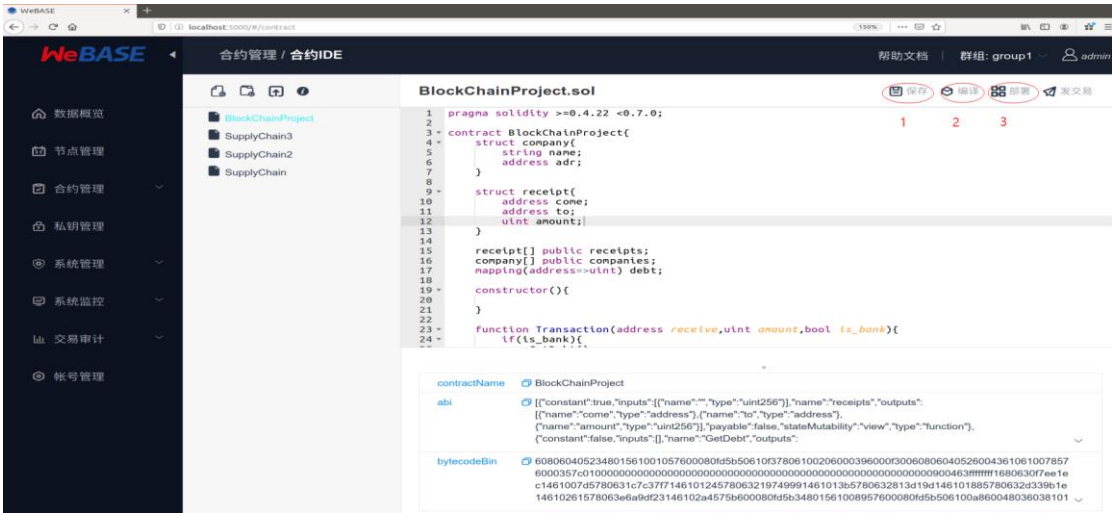 WeBASE
localhost:5000/#/contract
150%
WeBASE
合约管理 / 合约IDE
帮助文档
群组: group1
admin
数据概览
节点管理
合约管理
私钥管理
系统管理
系统监控
交易审计
帐号管理
BlockChainProject
SupplyChain3
SupplyChain2
SupplyChain
BlockChainProject.sol
保存
编译
部署
发交易
1
2
3
1 pragma solidity >=0.4.22 <0.7.0;
2
3 contract BlockChainProject{
4 struct company{
5 string name;
6 address adr;
7 }
8
9 struct receipt{
10 address come;
11 address to;
12 uint amount;
13 }
14
15 receipt[] public receipts;
16 company[] public companies;
17 mapping(address=>uint) debt;
18
19 constructor(){
20
21 }
22
23 function Transaction(address receive,uint amount,bool is_bank){
24 if(is_bank){
contractName
BlockChainProject
abi
[{"constant":true,"inputs":[{"name":"","type":"uint256"}],"name":"receipts","outputs":
[{"name":"come","type":"address"},{"name":"to","type":"address"},
{"name":"amount","type":"uint256"}],"payable":false,"stateMutability":"view","type":"function"},
{"constant":false,"inputs":[],"name":"GetDebt","outputs":
bytecodeBin